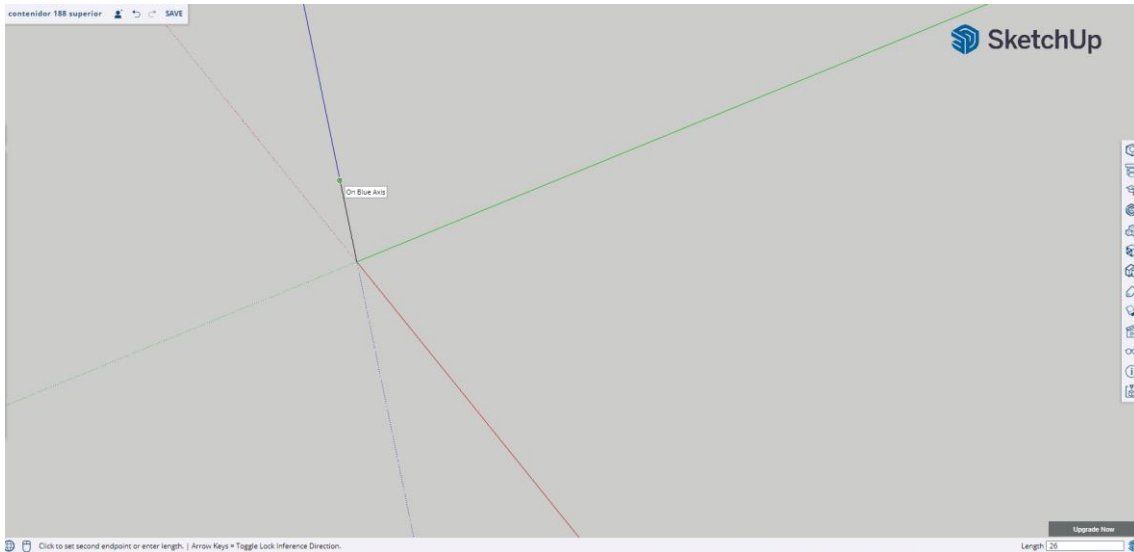 contenidor 188 superior SAVE
SketchUp
On Blue Axis
Upgrade Now
Click to set second endpoint or enter length. | Arrow Keys = Toggle Lock Inference Direction.
Length 26